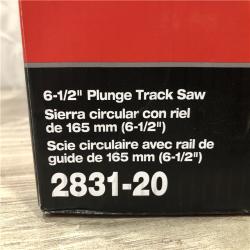 6-1/2" Plunge Track Saw
Sierra circular con riel
de 165 mm (6-1/2")
Scie circulaire avec rail de
guide de 165 mm (6-1/2")
2831-20